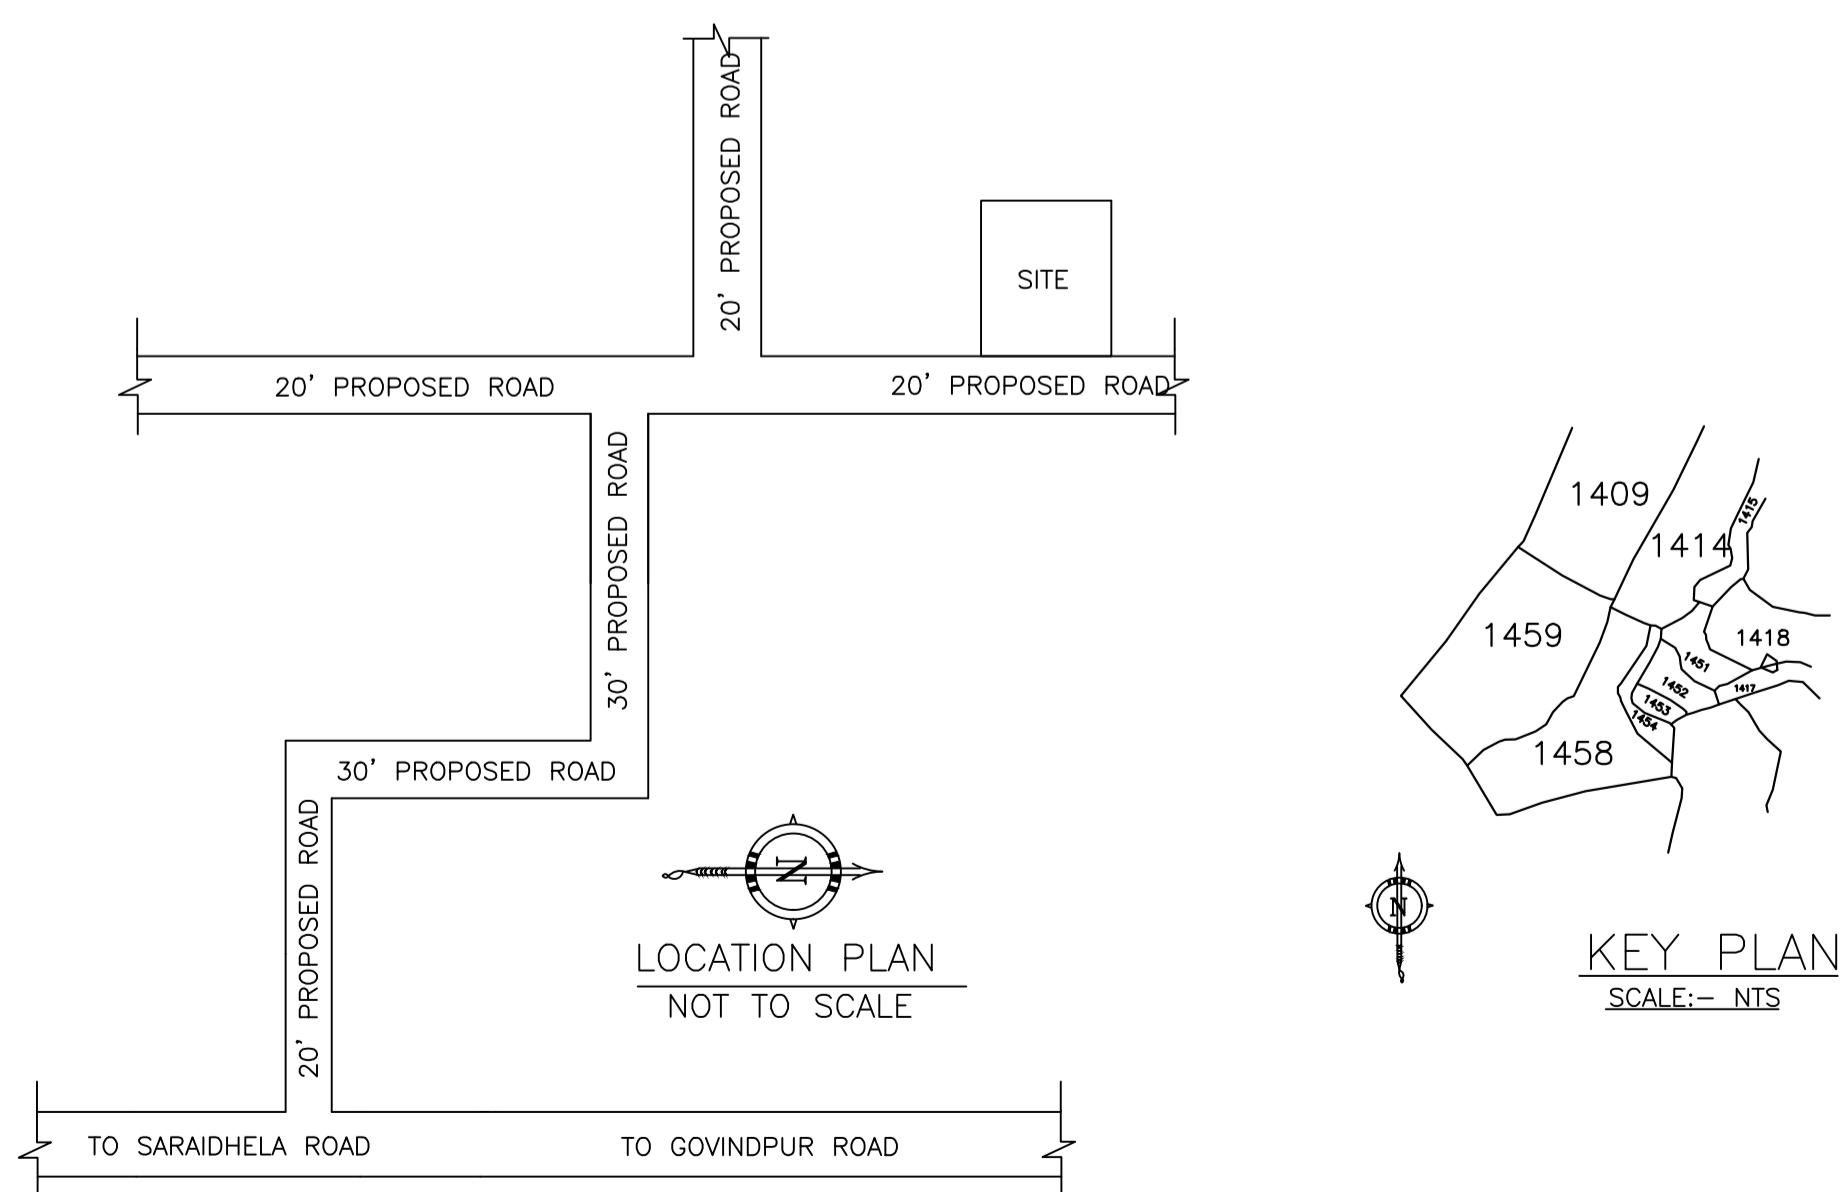 20' PROPOSED ROAD
SITE
20' PROPOSED ROAD
20' PROPOSED ROAD
30' PROPOSED ROAD
30' PROPOSED ROAD
20' PROPOSED ROAD
N
LOCATION PLAN
NOT TO SCALE
TO SARAIDHELA ROAD
TO GOVINDPUR ROAD
1409
1415
1414
1459
1418
1451
1452
1417
1453
1454
1458
N
KEY PLAN
SCALE:- NTS